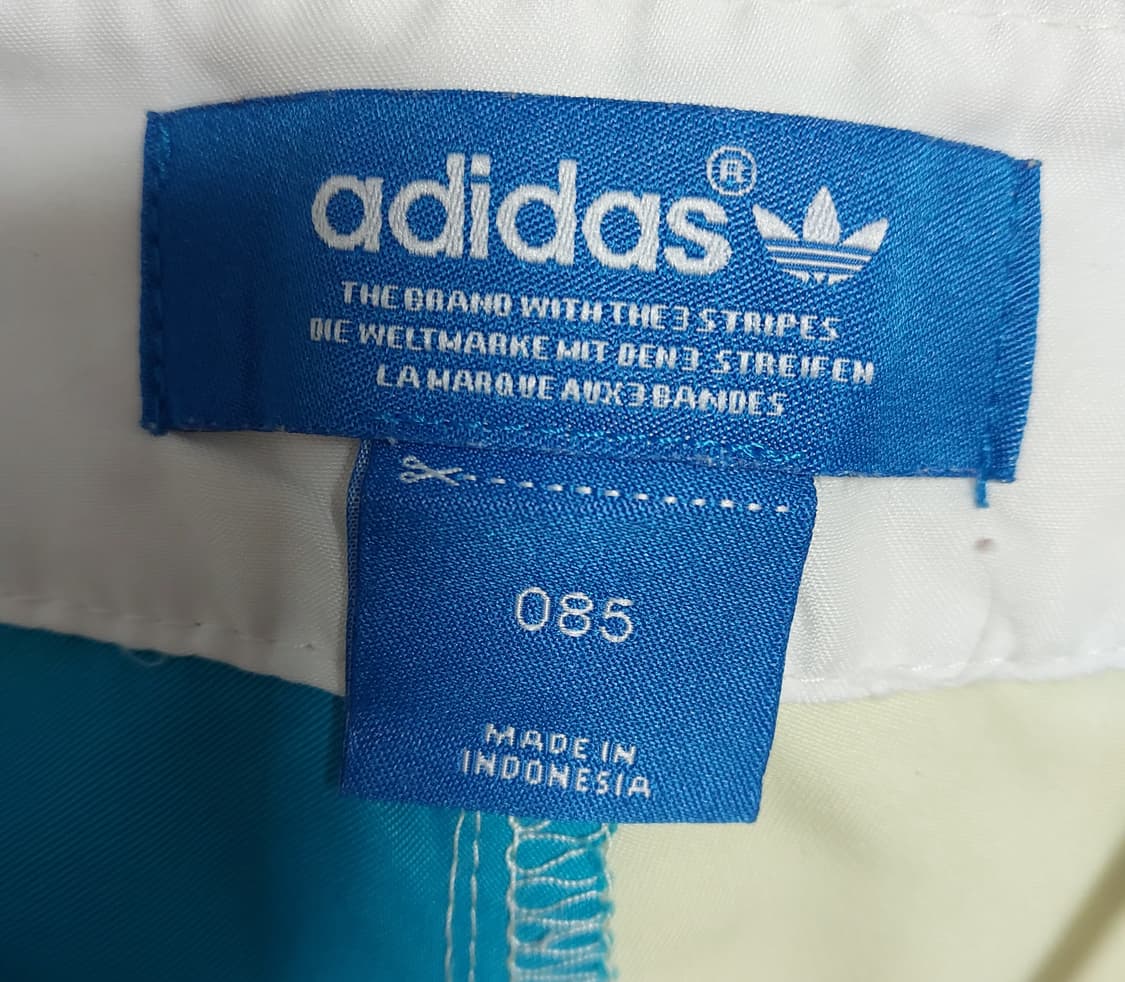 adidas®
THE BRAND WITH THE 3 STRIPES
DIE WELTMARKE MIT DEN 3 STREIFEN
LA MARQUE AUX 3 BANDES
085
MADE IN
INDONESIA